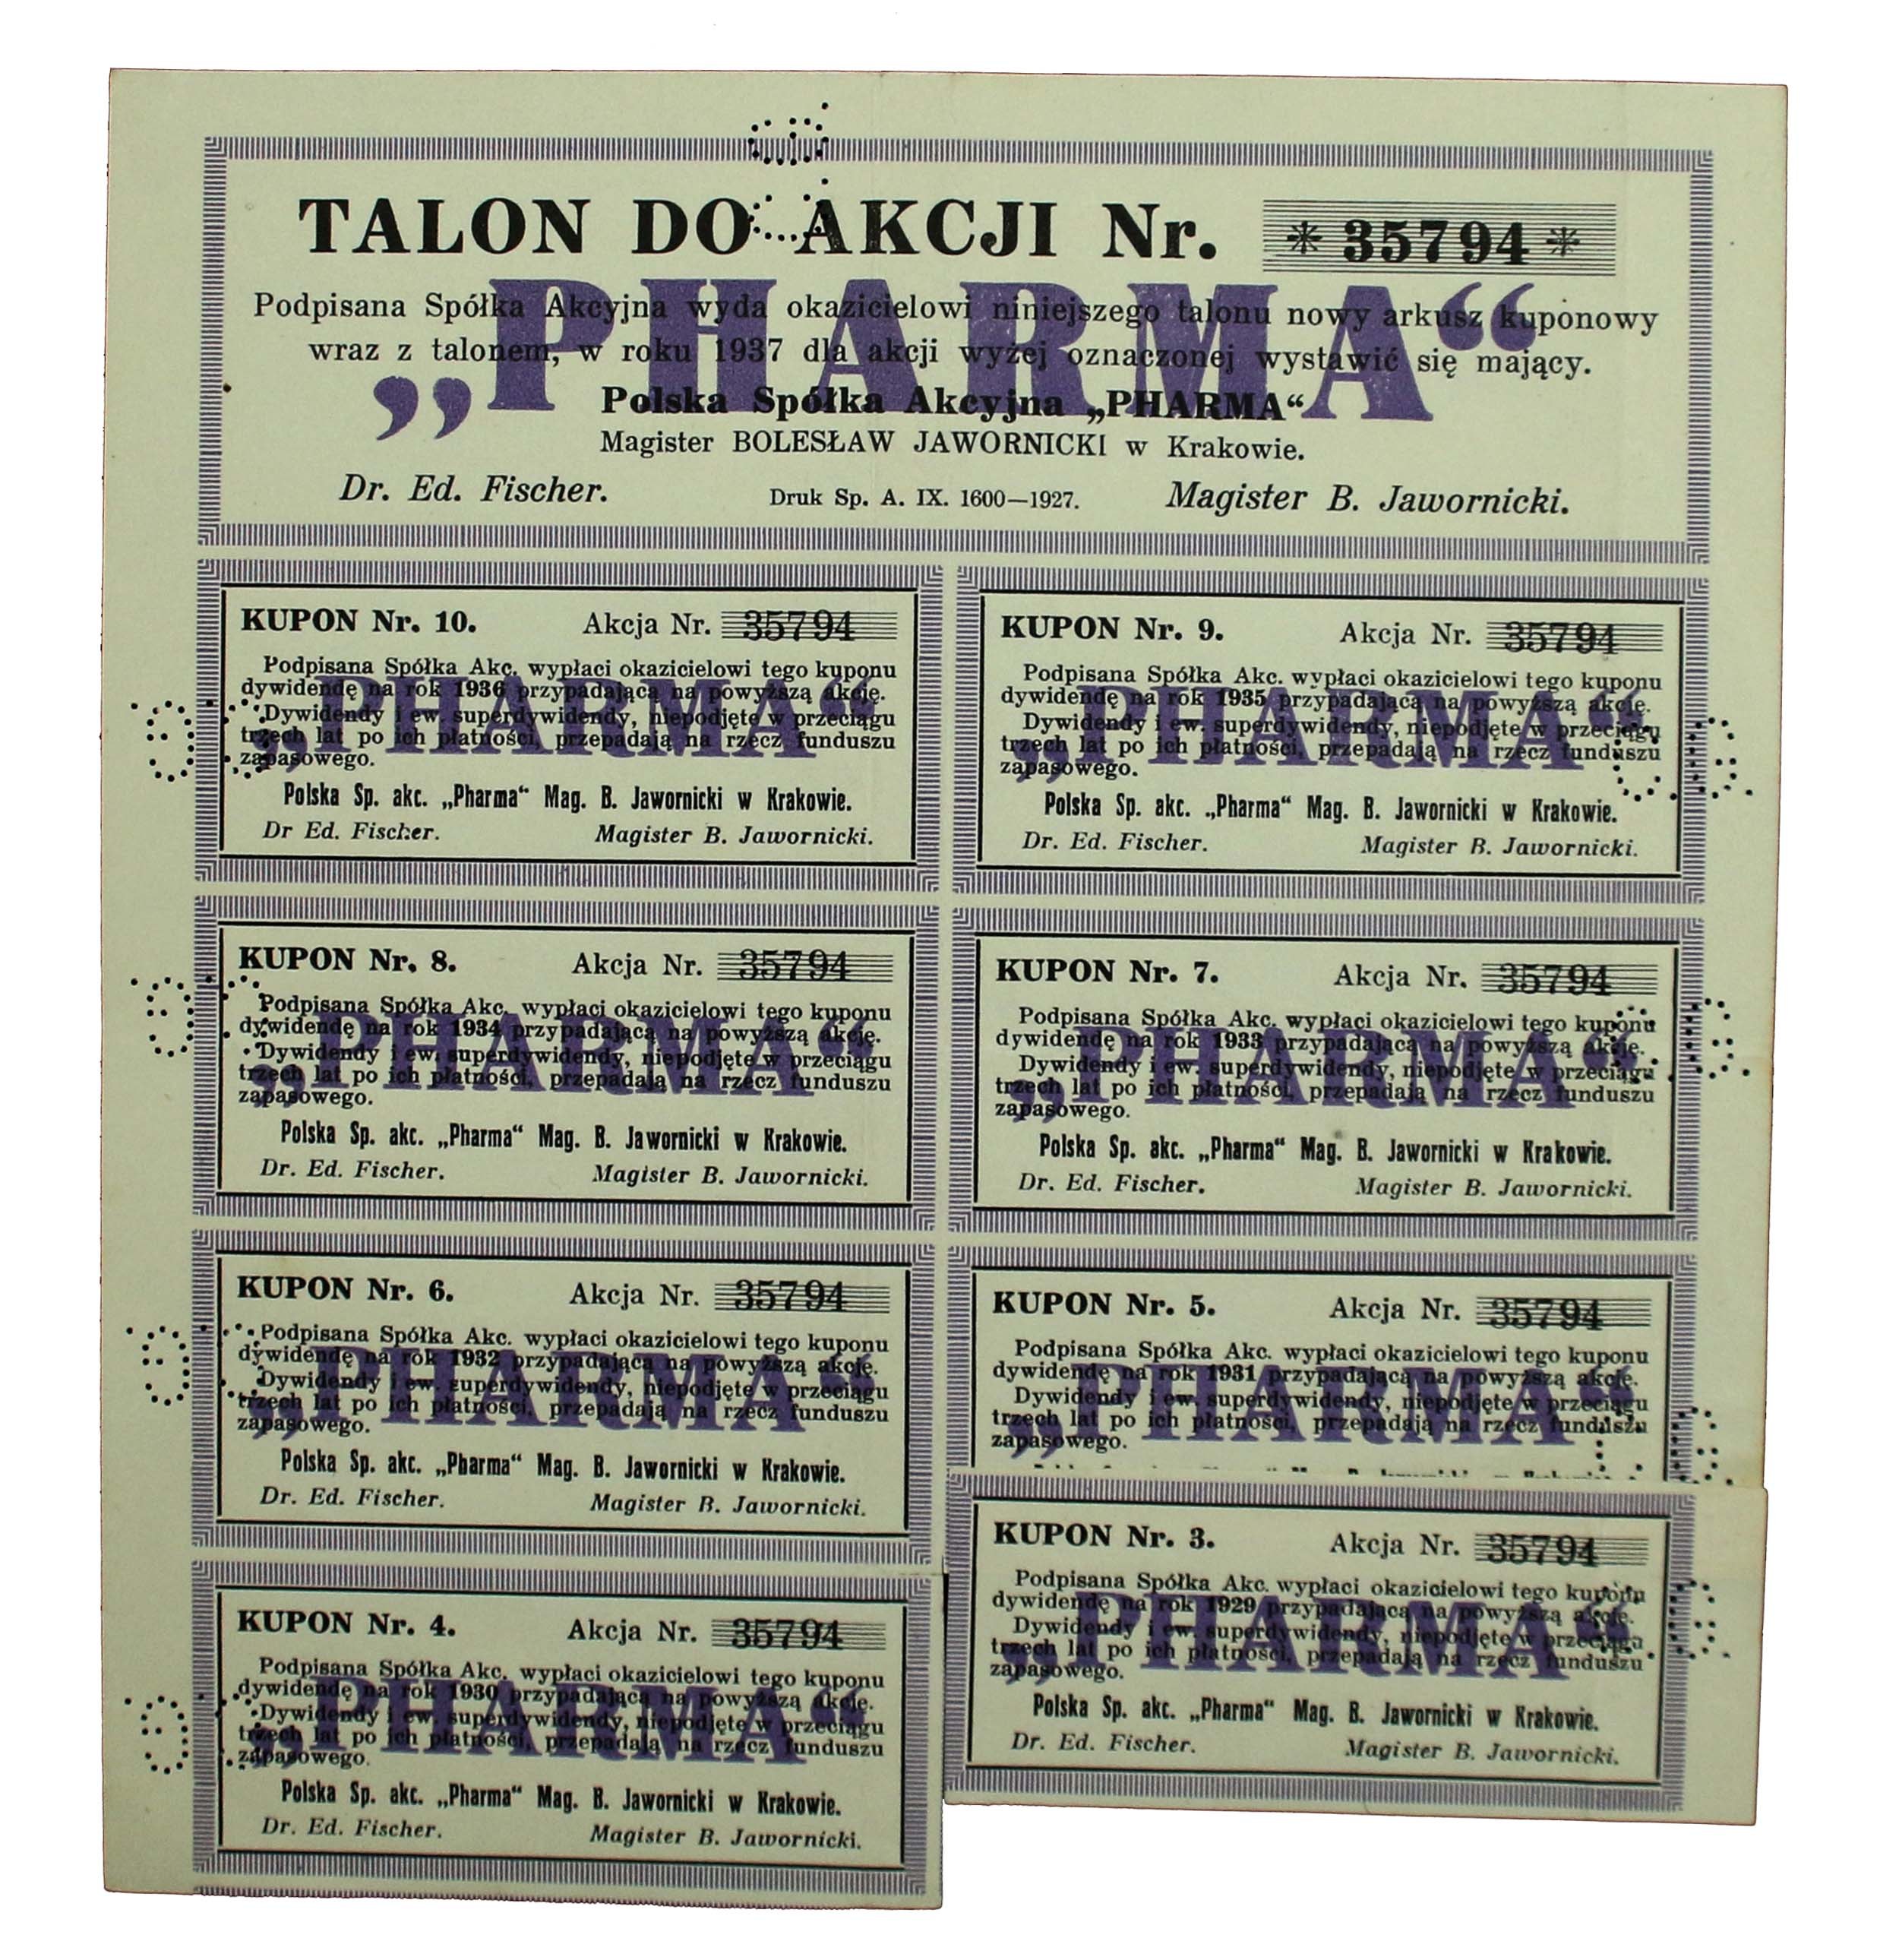 TALON DO AKCJI Nr. * 35794 *
„PHARMA“
Podpisana Spółka Akcyjna wyda okazicielowi niniejszego talonu nowy arkusz kuponowy
wraz z talonem, w roku 1937 dla akcji wyżej oznaczonej wystawić się mający.
Polska Spółka Akcyjna „PHARMA“
Magister BOLESŁAW JAWORNICKI w Krakowie.
Dr. Ed. Fischer. Druk Sp. A. IX. 1600—1927. Magister B. Jawornicki.
KUPON Nr. 10. Akcja Nr. 35794
Podpisana Spółka Akc. wypłaci okazicielowi tego kuponu
dywidendę na rok 1936 przypadającą na powyższą akcję.
Dywidendy i ew. superdywidendy, niepodjęte w przeciągu
trzech lat po ich płatności, przepadają na rzecz funduszu
zapasowego.
„PHARMA“
Polska Sp. akc. „Pharma“ Mag. B. Jawornicki w Krakowie.
Dr Ed. Fischer. Magister B. Jawornicki.
KUPON Nr. 9. Akcja Nr. 35794
Podpisana Spółka Akc. wypłaci okazicielowi tego kuponu
dywidendę na rok 1935 przypadającą na powyższą akcję.
Dywidendy i ew. superdywidendy, niepodjęte w przeciągu
trzech lat po ich płatności, przepadają na rzecz funduszu
zapasowego.
„PHARMA“
Polska Sp. akc. „Pharma“ Mag. B. Jawornicki w Krakowie.
Dr. Ed. Fischer. Magister B. Jawornicki.
KUPON Nr. 8. Akcja Nr. 35794
Podpisana Spółka Akc. wypłaci okazicielowi tego kuponu
dywidendę na rok 1934 przypadającą na powyższą akcję.
Dywidendy i ew. superdywidendy, niepodjęte w przeciągu
trzech lat po ich płatności, przepadają na rzecz funduszu
zapasowego.
„PHARMA“
Polska Sp. akc. „Pharma“ Mag. B. Jawornicki w Krakowie.
Dr. Ed. Fischer. Magister B. Jawornicki.
KUPON Nr. 7. Akcja Nr. 35794
Podpisana Spółka Akc. wypłaci okazicielowi tego kuponu
dywidendę na rok 1933 przypadającą na powyższą akcję.
Dywidendy i ew. superdywidendy, niepodjęte w przeciągu
trzech lat po ich płatności, przepadają na rzecz funduszu
zapasowego.
„PHARMA“
Polska Sp. akc. „Pharma“ Mag. B. Jawornicki w Krakowie.
Dr. Ed. Fischer. Magister B. Jawornicki.
KUPON Nr. 6. Akcja Nr. 35794
Podpisana Spółka Akc. wypłaci okazicielowi tego kuponu
dywidendę na rok 1932 przypadającą na powyższą akcję.
Dywidendy i ew. superdywidendy, niepodjęte w przeciągu
trzech lat po ich płatności, przepadają na rzecz funduszu
zapasowego.
„PHARMA“
Polska Sp. akc. „Pharma“ Mag. B. Jawornicki w Krakowie.
Dr. Ed. Fischer. Magister B. Jawornicki.
KUPON Nr. 5. Akcja Nr. 35794
Podpisana Spółka Akc. wypłaci okazicielowi tego kuponu
dywidendę na rok 1931 przypadającą na powyższą akcję.
Dywidendy i ew. superdywidendy, niepodjęte w przeciągu
trzech lat po ich płatności, przepadają na rzecz funduszu
zapasowego.
„PHARMA“
KUPON Nr. 4. Akcja Nr. 35794
Podpisana Spółka Akc. wypłaci okazicielowi tego kuponu
dywidendę na rok 1930 przypadającą na powyższą akcję.
Dywidendy i ew. superdywidendy, niepodjęte w przeciągu
trzech lat po ich płatności, przepadają na rzecz funduszu
zapasowego.
„PHARMA“
Polska Sp. akc. „Pharma“ Mag. B. Jawornicki w Krakowie.
Dr. Ed. Fischer. Magister B. Jawornicki.
KUPON Nr. 3. Akcja Nr. 35794
Podpisana Spółka Akc. wypłaci okazicielowi tego kuponu
dywidendę na rok 1929 przypadającą na powyższą akcję.
Dywidendy i ew. superdywidendy, niepodjęte w przeciągu
trzech lat po ich płatności, przepadają na rzecz funduszu
zapasowego.
„PHARMA“
Polska Sp. akc. „Pharma“ Mag. B. Jawornicki w Krakowie.
Dr. Ed. Fischer. Magister B. Jawornicki.